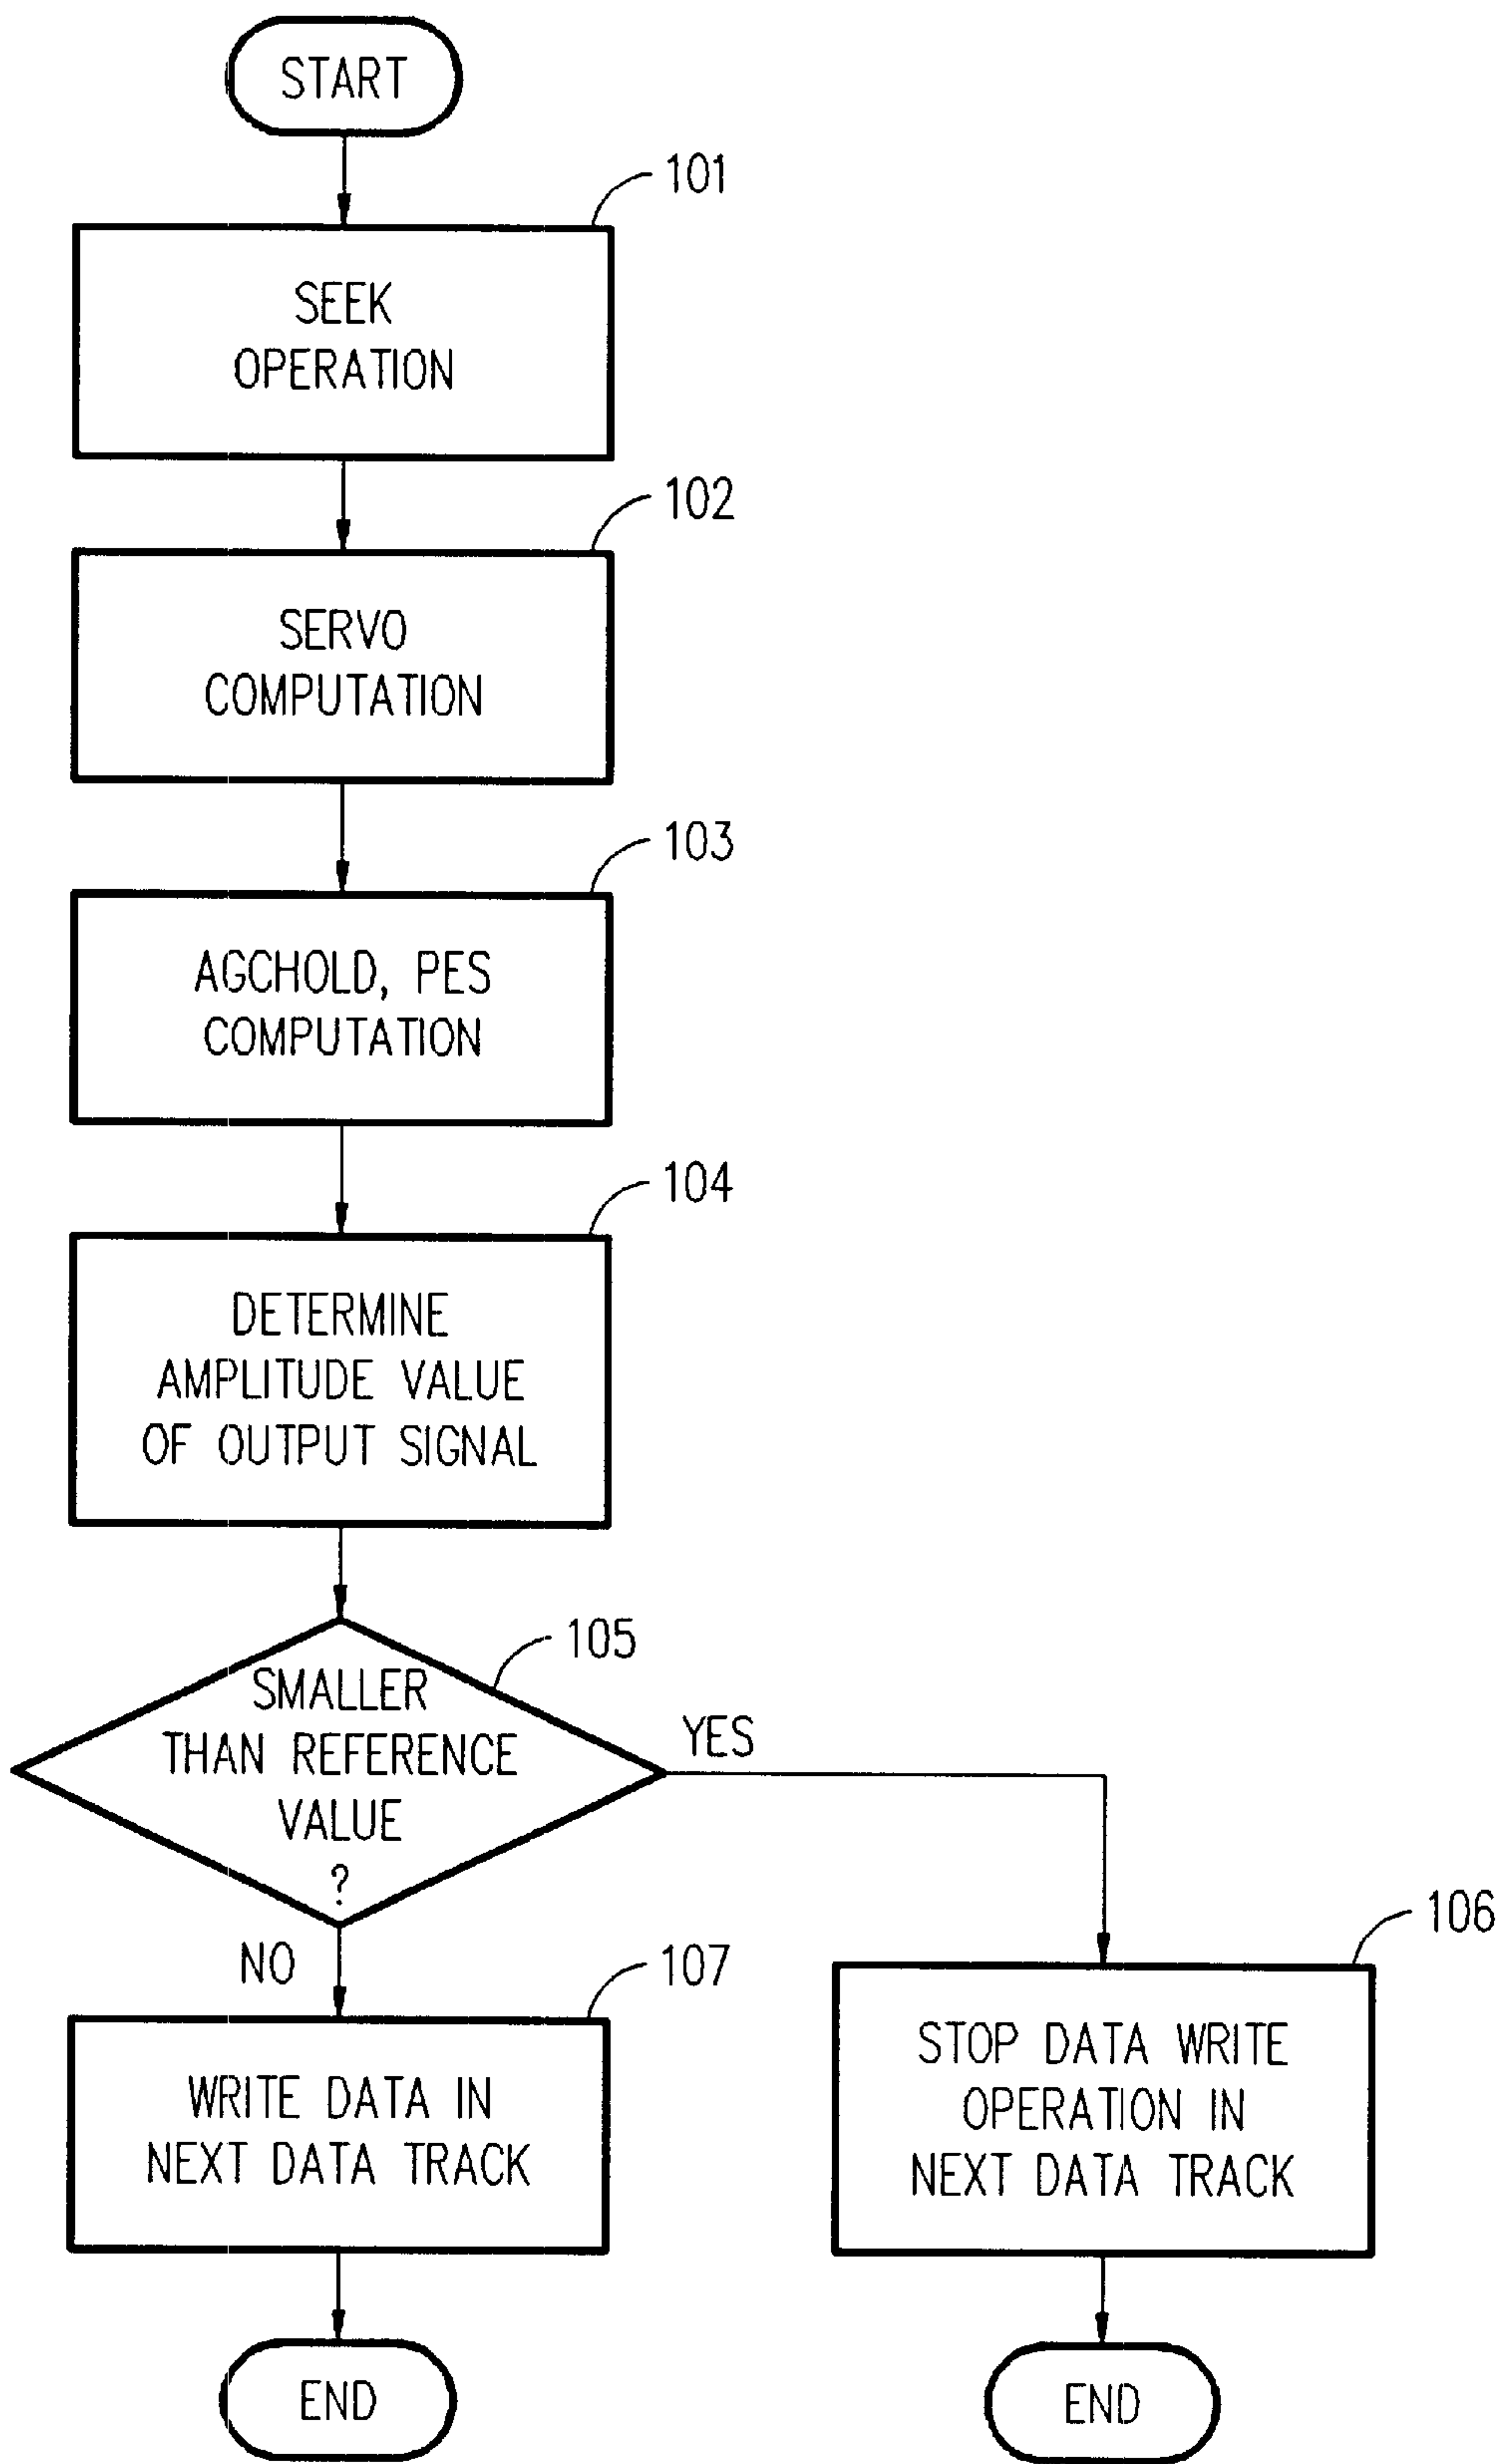 START
101
SEEK
OPERATION
102
SERVO
COMPUTATION
103
AGCHOLD, PES
COMPUTATION
104
DETERMINE
AMPLITUDE VALUE
OF OUTPUT SIGNAL
105
SMALLER
THAN REFERENCE
VALUE
?
YES
NO
107
WRITE DATA IN
NEXT DATA TRACK
END
106
STOP DATA WRITE
OPERATION IN
NEXT DATA TRACK
END